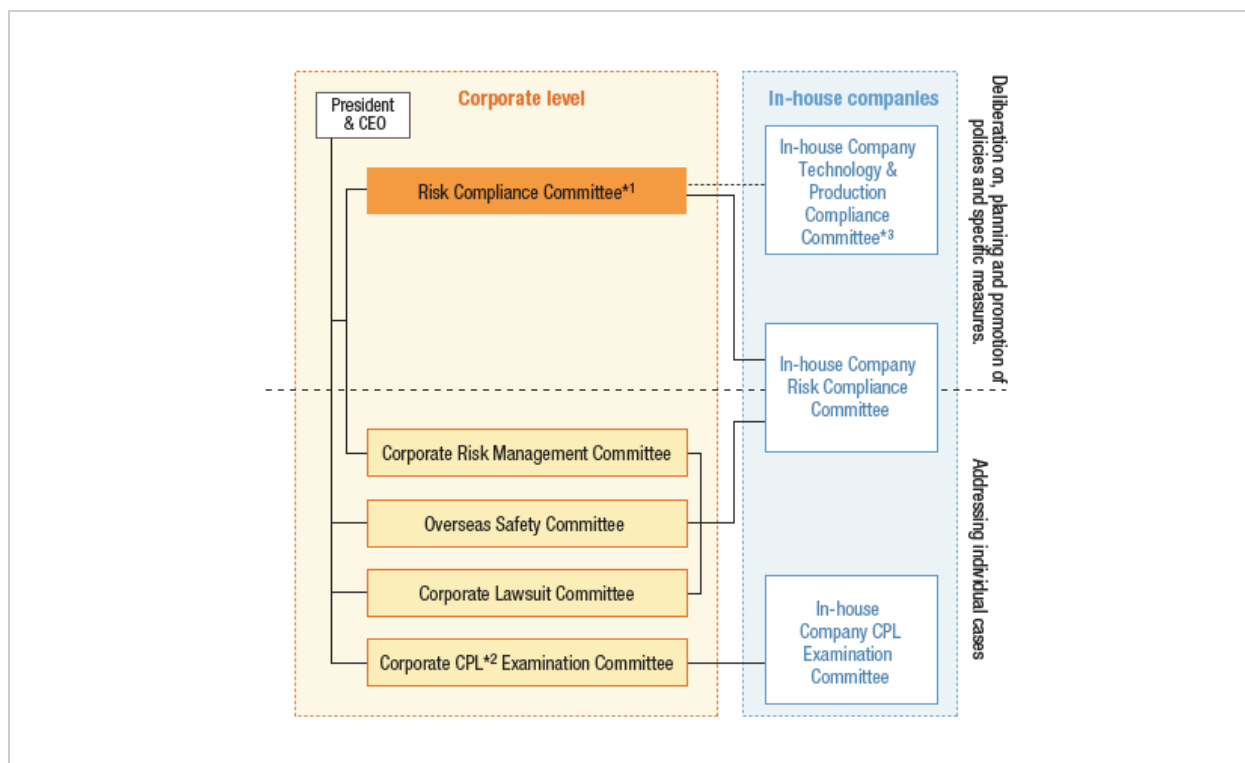 Corporate level
President
& CEO
Risk Compliance Committee*1
Corporate Risk Management Committee
Overseas Safety Committee
Corporate Lawsuit Committee
Corporate CPL*2 Examination Committee
In-house companies
In-house Company
Technology &
Production
Compliance
Committee*3
In-house Company
Risk Compliance
Committee
In-house
Company CPL
Examination
Committee
Deliberation on, planning and promotion of
policies and specific measures.
Addressing individual cases